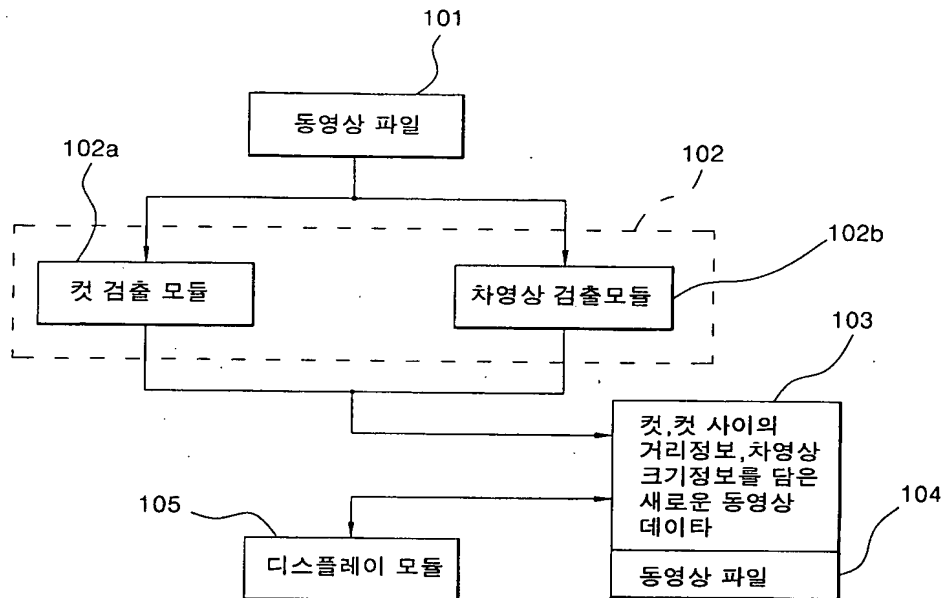 101
동영상 파일
102a
102
102b
컷 검출 모듈
차영상 검출모듈
103
컷,컷 사이의
거리정보,차영상
크기정보를 담은
새로운 동영상
데이타
105
104
디스플레이 모듈
동영상 파일